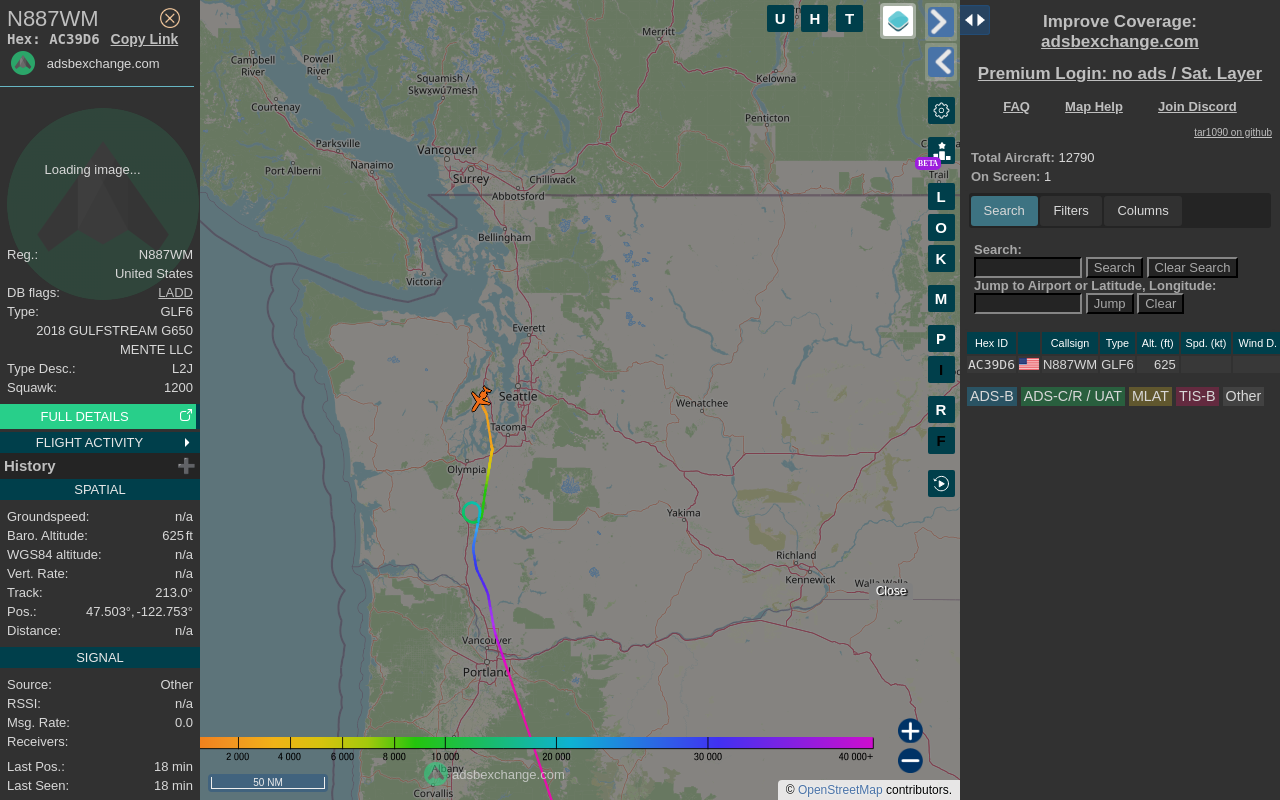 N887WM
Hex: AC39D6 Copy Link
adsbexchange.com
Loading image...
Reg.: N887WM
United States
DB flags: LADD
Type: GLF6
2018 GULFSTREAM G650
MENTE LLC
Type Desc.: L2J
Squawk: 1200
FULL DETAILS
FLIGHT ACTIVITY
History
SPATIAL
Groundspeed: n/a
Baro. Altitude: 625 ft
WGS84 altitude: n/a
Vert. Rate: n/a
Track: 213.0°
Pos.: 47.503°, -122.753°
Distance: n/a
SIGNAL
Source: Other
RSSI: n/a
Msg. Rate: 0.0
Receivers:
Last Pos.: 18 min
Last Seen: 18 min
U H T
Merritt
Campbell
River
Powell
River
Squamish /
Sḵwx̱wú7mesh
Kelowna
Courtenay
Penticton
Parksville
Vancouver
Nanaimo
Port Alberni
Surrey
Chilliwack
Abbotsford
BETA
Trail
Bellingham
Victoria
L
O
K
M
P
I
R
F
Everett
Seattle
Wenatchee
Tacoma
Olympia
Yakima
Richland
Kennewick
Walla Walla
Close
Vancouver
Portland
2 000 4 000 6 000 8 000 10 000 20 000 30 000 40 000+
Albany
adsbexchange.com
50 NM
Corvallis
© OpenStreetMap contributors.
Improve Coverage:
adsbexchange.com
Premium Login: no ads / Sat. Layer
FAQ Map Help Join Discord
tar1090 on github
Total Aircraft: 12790
On Screen: 1
Search Filters Columns
Search:
Search Clear Search
Jump to Airport or Latitude, Longitude:
Jump Clear
Hex ID Callsign Type Alt. (ft) Spd. (kt) Wind D.
AC39D6 N887WM GLF6 625
ADS-B ADS-C/R / UAT MLAT TIS-B Other